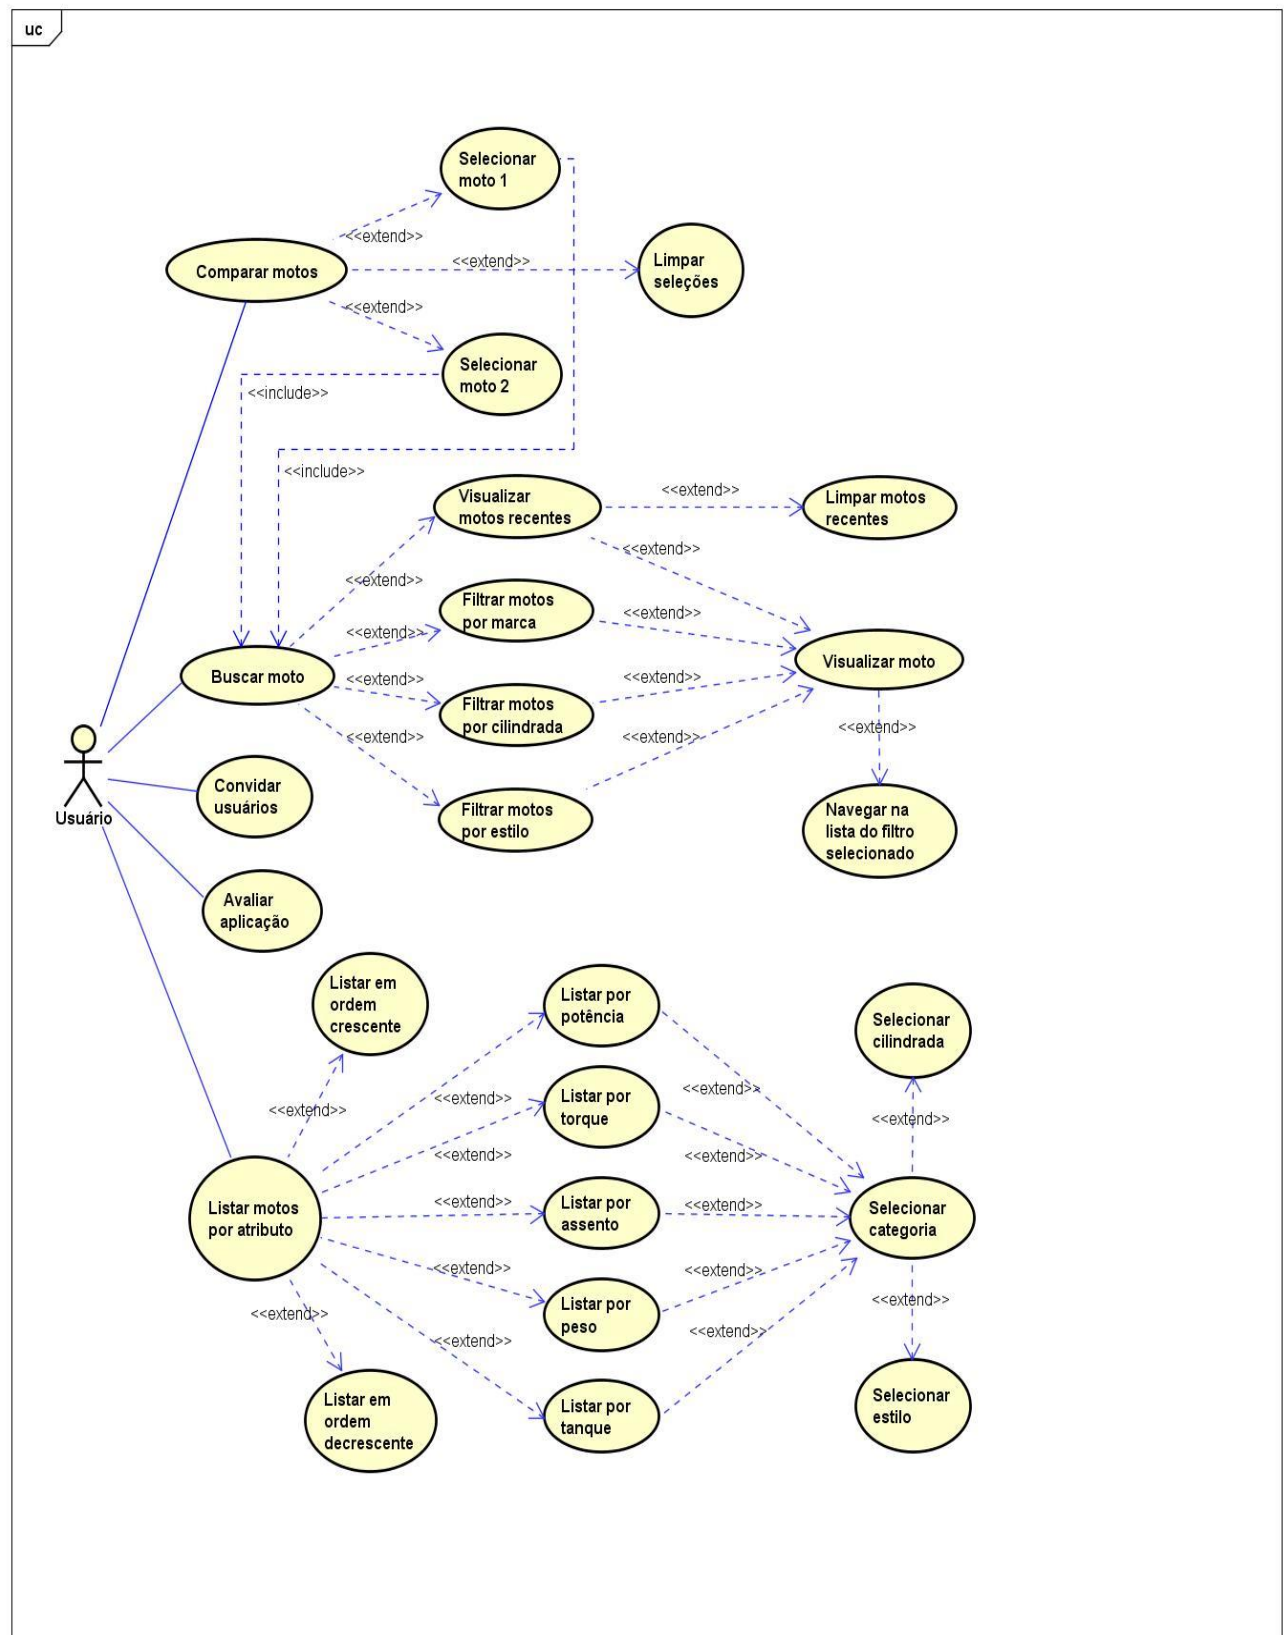 uc
Selecionar
moto 1
<<extend>>
Comparar motos
<<extend>>
Limpar
seleções
<<extend>>
Selecionar
moto 2
<<include>>
<<include>>
Visualizar
motos recentes
<<extend>>
Limpar motos
recentes
<<extend>>
<<extend>>
Filtrar motos
por marca
<<extend>>
<<extend>>
Buscar moto
Visualizar moto
<<extend>>
Filtrar motos
por cilindrada
<<extend>>
<<extend>>
<<extend>>
<<extend>>
Filtrar motos
por estilo
Navegar na
lista do filtro
selecionado
Usuário
Convidar
usuários
Avaliar
aplicação
Listar em
ordem
crescente
Listar por
potência
Selecionar
cilindrada
<<extend>>
<<extend>>
<<extend>>
Listar por
torque
<<extend>>
<<extend>>
<<extend>>
Listar motos
por atributo
<<extend>>
Listar por
assento
<<extend>>
Selecionar
categoria
<<extend>>
<<extend>>
<<extend>>
<<extend>>
Listar por
peso
<<extend>>
<<extend>>
Listar em
ordem
decrescente
Listar por
tanque
Selecionar
estilo